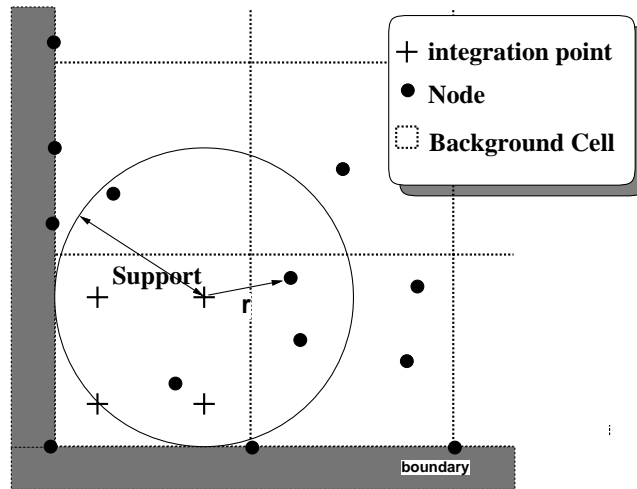 integration point
Node
Background Cell
Support
r
boundary